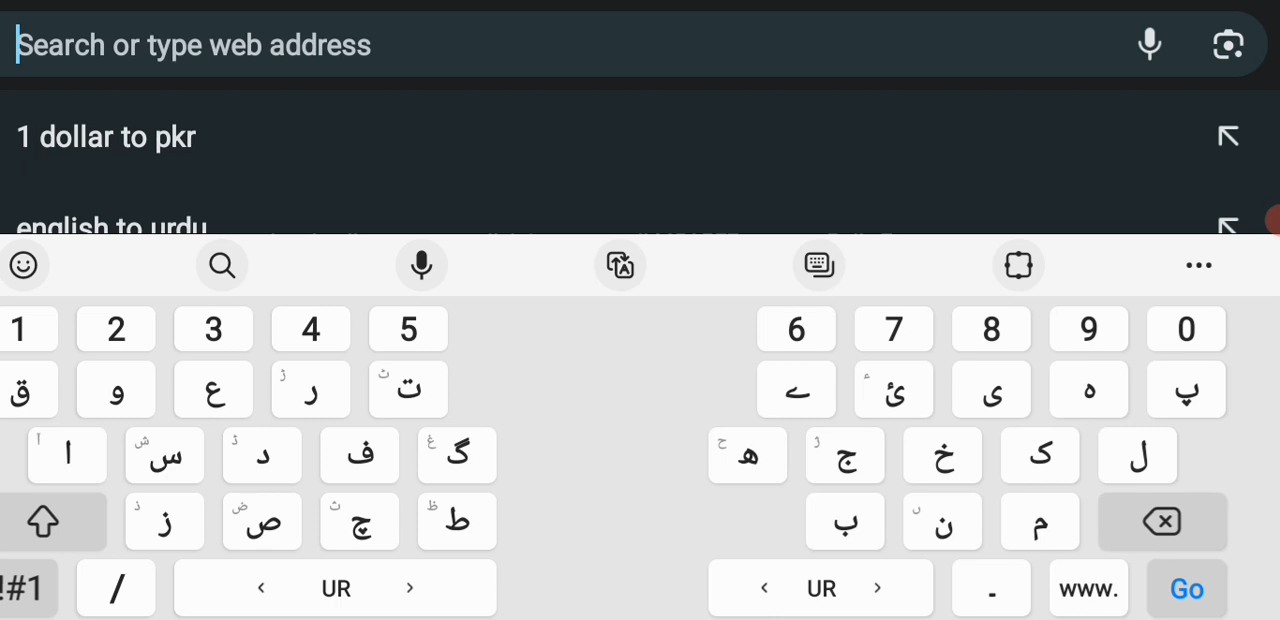 Search or type web address
1 dollar to pkr
english to urdu
1 2 3 4 5 6 7 8 9 0
ق و ع ر ڑ ت ٹ ے ئ ء ی ہ پ
ا آ س ش د ڈ ف گ غ ھ ح ج ژ خ ک ل
ز ذ ص ض چ ث ط ظ ب ن ں م
!#1 / < UR > < UR > ۔ www. Go